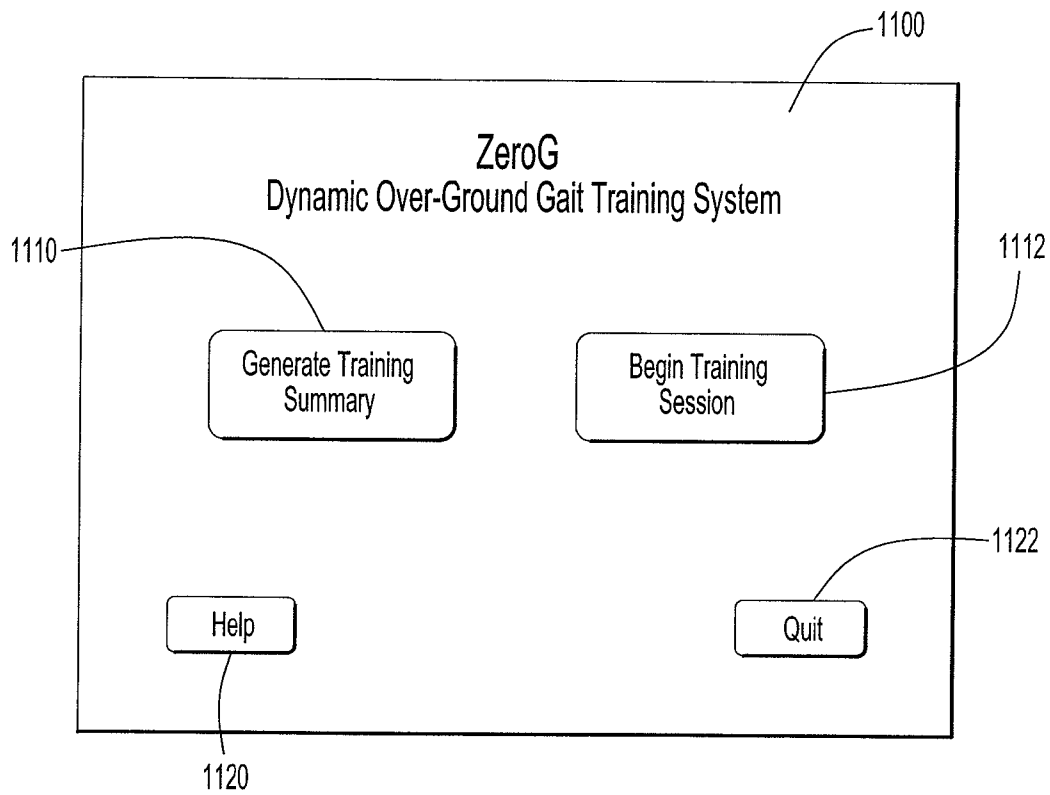 1100
ZeroG
Dynamic Over-Ground Gait Training System
1110
1112
Generate Training
Summary
Begin Training
Session
1122
Help
Quit
1120